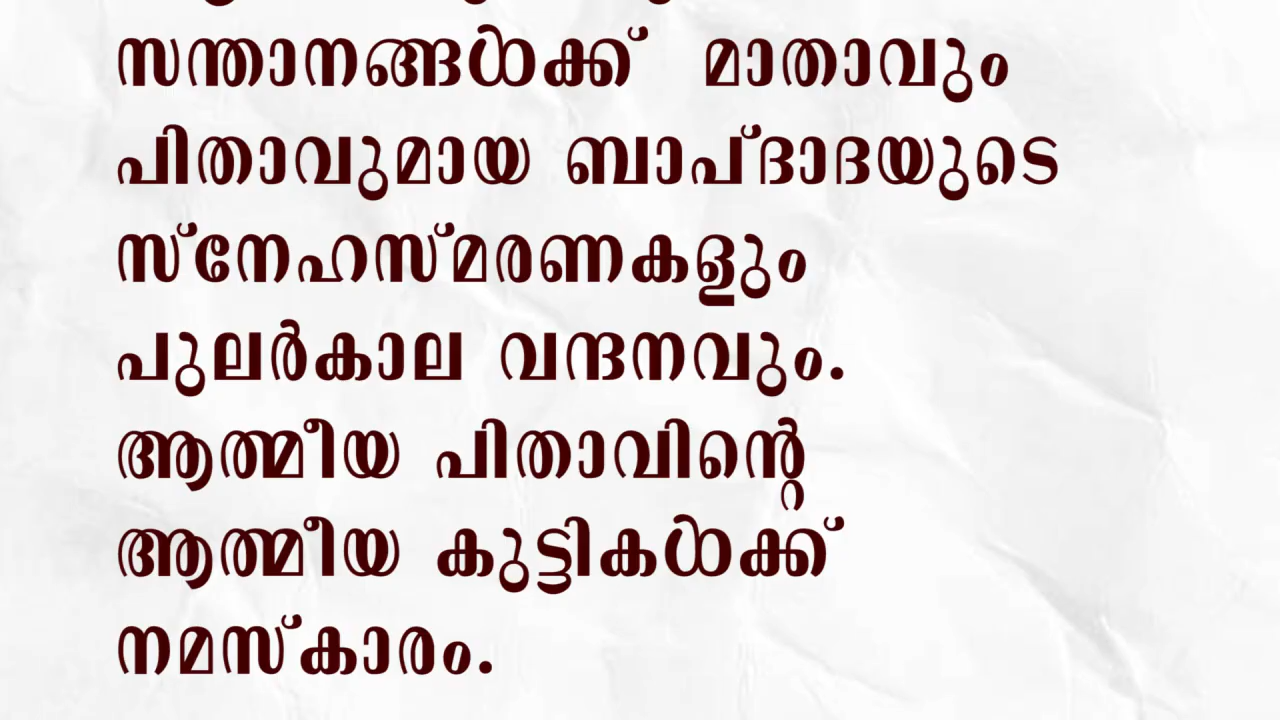 സന്താനങ്ങൾക്ക് മാതാവും
പിതാവുമായ ബാപ്ദാദയുടെ
സ്നേഹസ്മരണകളും
പുലർകാല വന്ദനവും.
ആത്മീയ പിതാവിന്റെ
ആത്മീയ കുട്ടികൾക്ക്
നമസ്കാരം.